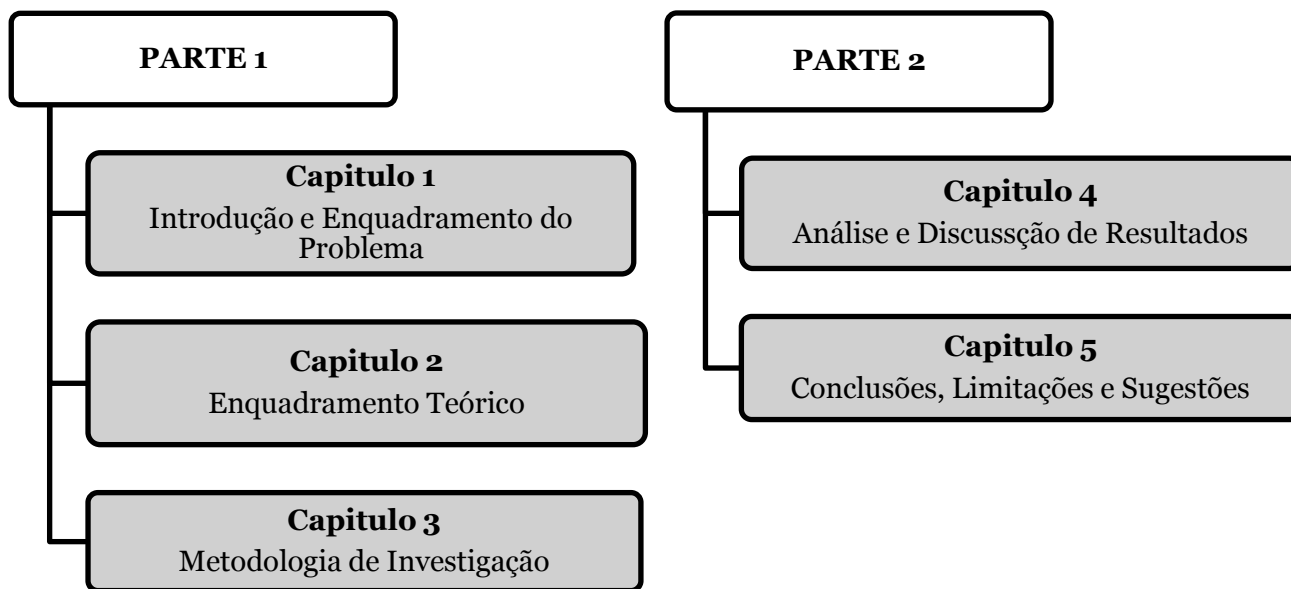 PARTE 1
Capitulo 1
Introdução e Enquadramento do
Problema
Capitulo 2
Enquadramento Teórico
Capitulo 3
Metodologia de Investigação
PARTE 2
Capitulo 4
Análise e Discussção de Resultados
Capitulo 5
Conclusões, Limitações e Sugestões